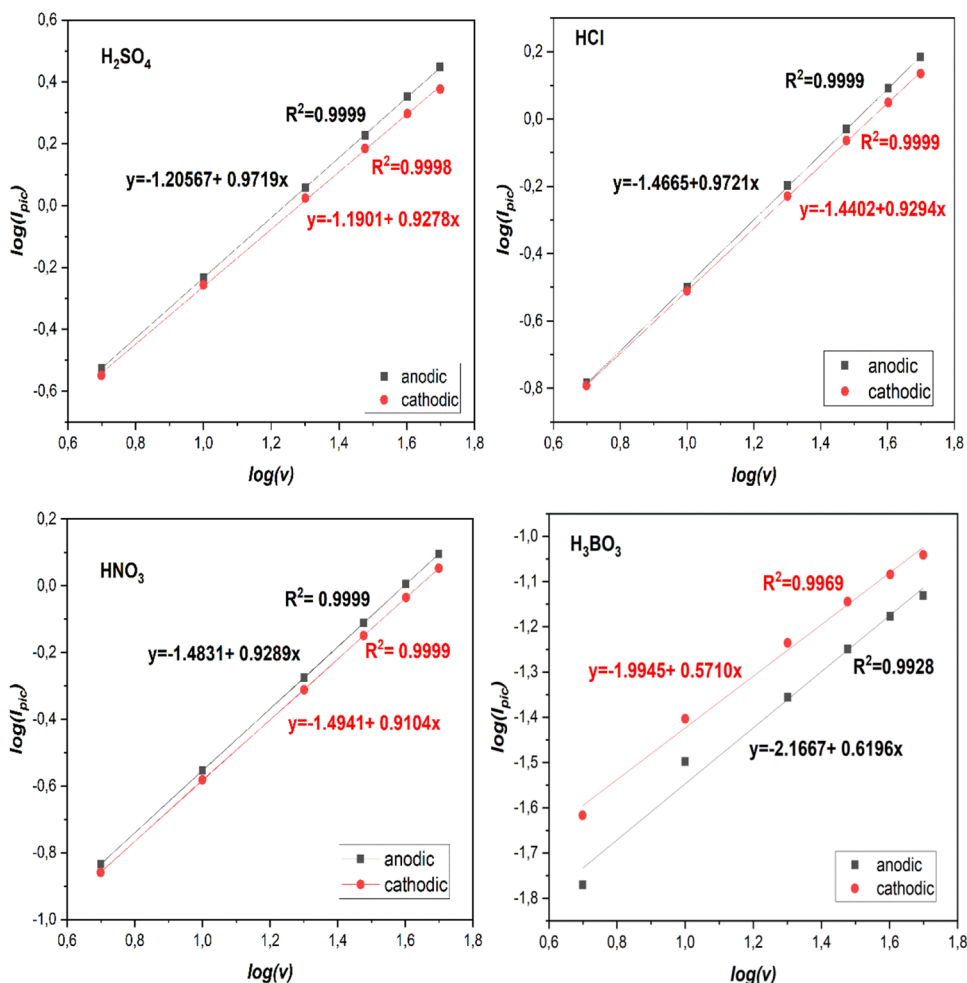 H₂SO₄
R²=0.9999
y=-1.20567+ 0.9719x
R²=0.9998
y=-1.1901+ 0.9278x
anodic
cathodic
log(I_pic)
0,6
0,4
0,2
0,0
-0,2
-0,4
-0,6
0,6 0,8 1,0 1,2 1,4 1,6 1,8
log(v)
HCl
R²=0.9999
y=-1.4665+0.9721x
R²=0.9999
y=-1.4402+0.9294x
anodic
cathodic
log(I_pic)
0,2
0,0
-0,2
-0,4
-0,6
-0,8
0,6 0,8 1,0 1,2 1,4 1,6 1,8
log(v)
HNO₃
R²= 0.9999
y=-1.4831+ 0.9289x
R²= 0.9999
y=-1.4941+ 0.9104x
anodic
cathodic
log(I_pic)
0,2
0,0
-0,2
-0,4
-0,6
-0,8
-1,0
0,6 0,8 1,0 1,2 1,4 1,6 1,8
log(v)
H₃BO₃
R²=0.9969
y=-1.9945+ 0.5710x
R²=0.9928
y=-2.1667+ 0.6196x
anodic
cathodic
log(I_pic)
-1,0
-1,1
-1,2
-1,3
-1,4
-1,5
-1,6
-1,7
-1,8
0,6 0,8 1,0 1,2 1,4 1,6 1,8
log(v)